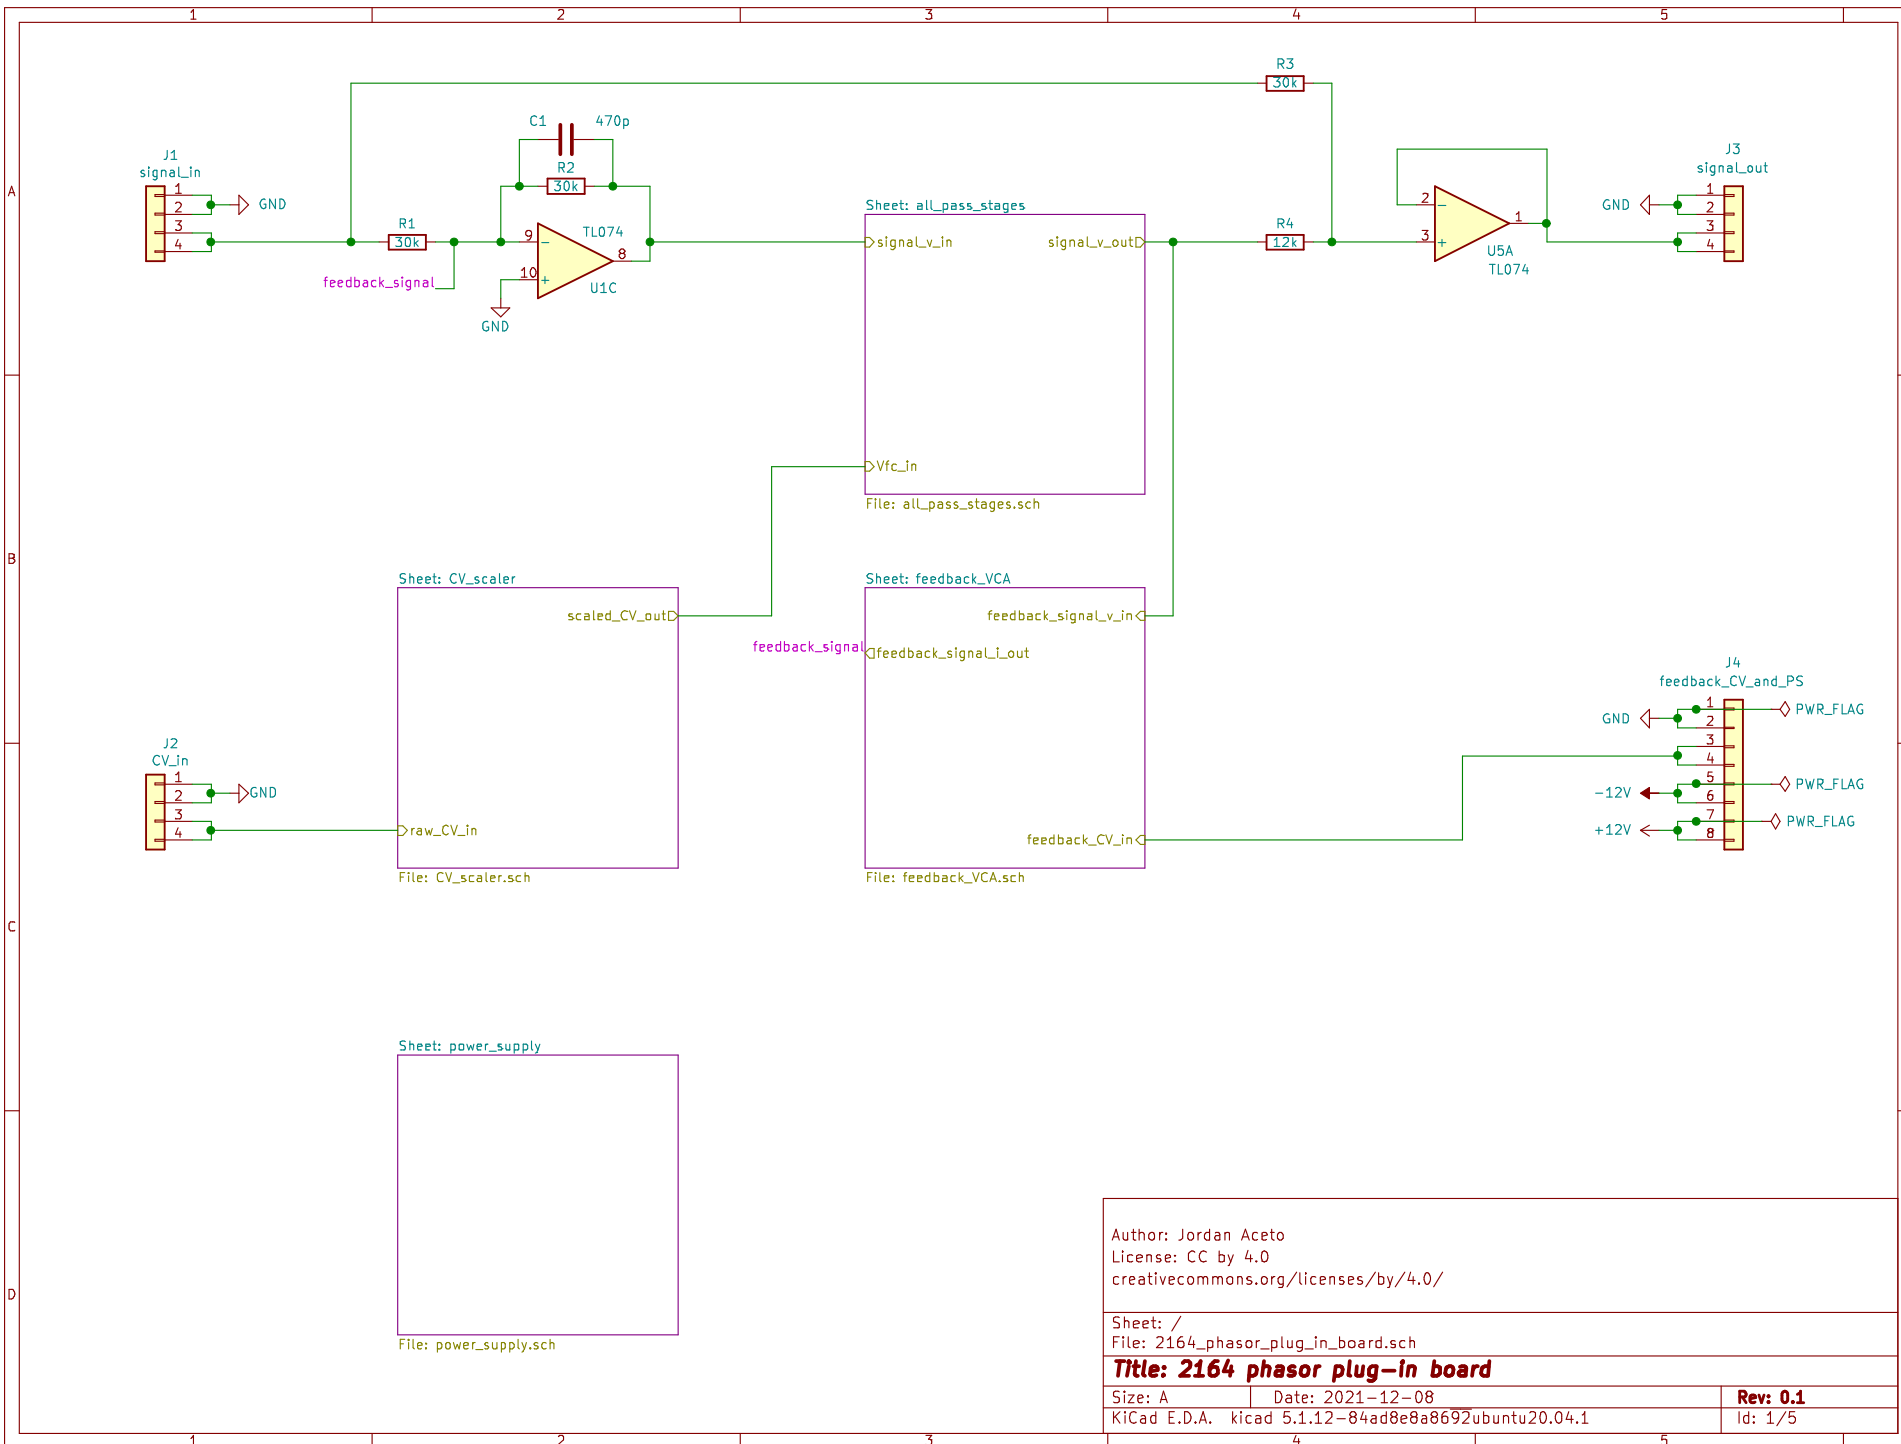 1 2 3 4 5
A
B
C
D
R3
30k
C1 470p
R2
30k
J1
signal_in
1
2
3
4
GND
R1
30k
feedback_signal
9
10
8
TL074
U1C
GND
Sheet: all_pass_stages
signal_v_in
signal_v_out
Vfc_in
File: all_pass_stages.sch
R4
12k
2
3
1
U5A
TL074
J3
signal_out
GND
1
2
3
4
Sheet: CV_scaler
scaled_CV_out
raw_CV_in
File: CV_scaler.sch
Sheet: feedback_VCA
feedback_signal_v_in
feedback_signal
feedback_signal_i_out
feedback_CV_in
File: feedback_VCA.sch
J2
CV_in
1
2
3
4
GND
J4
feedback_CV_and_PS
GND
-12V
+12V
1
2
3
4
5
6
7
8
PWR_FLAG
PWR_FLAG
PWR_FLAG
Sheet: power_supply
File: power_supply.sch
Author: Jordan Aceto
License: CC by 4.0
creativecommons.org/licenses/by/4.0/
Sheet: /
File: 2164_phasor_plug_in_board.sch
Title: 2164 phasor plug-in board
Size: A Date: 2021-12-08 Rev: 0.1
KiCad E.D.A. kicad 5.1.12-84ad8e8a8692ubuntu20.04.1 Id: 1/5
1 2 3 4 5